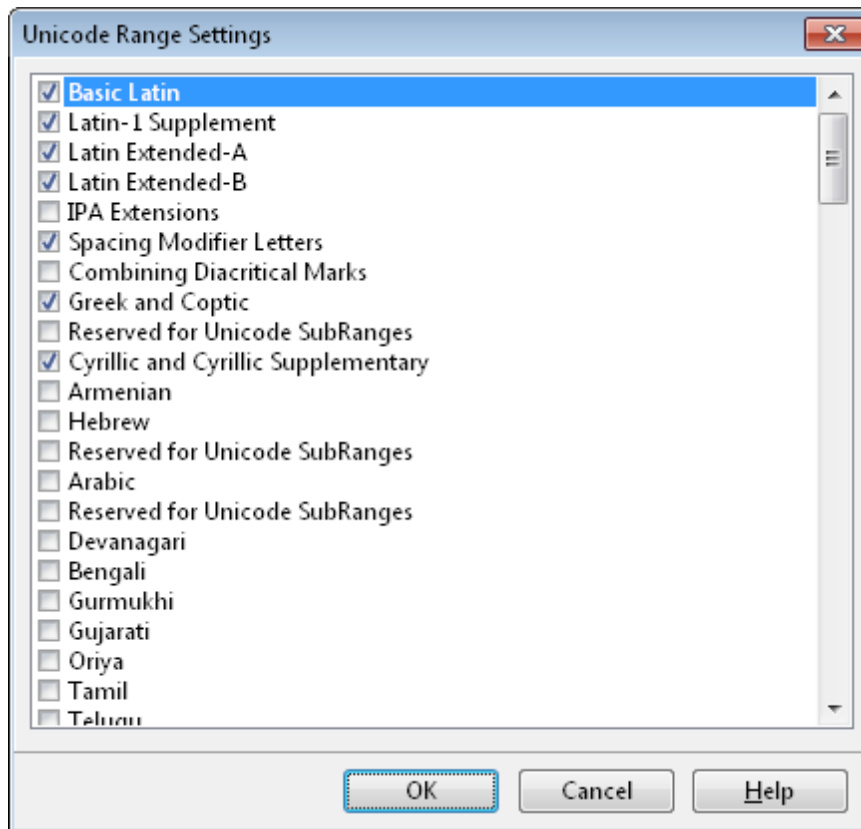 Unicode Range Settings
Basic Latin
Latin-1 Supplement
Latin Extended-A
Latin Extended-B
IPA Extensions
Spacing Modifier Letters
Combining Diacritical Marks
Greek and Coptic
Reserved for Unicode SubRanges
Cyrillic and Cyrillic Supplementary
Armenian
Hebrew
Reserved for Unicode SubRanges
Arabic
Reserved for Unicode SubRanges
Devanagari
Bengali
Gurmukhi
Gujarati
Oriya
Tamil
Telugu
OK Cancel Help